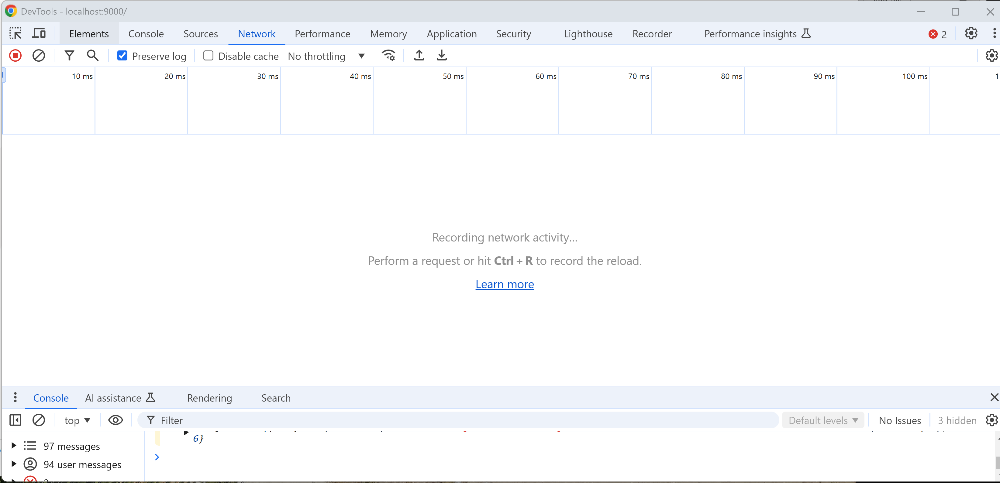 DevTools - localhost:9000/
Elements Console Sources Network Performance Memory Application Security Lighthouse Recorder Performance insights 2
Preserve log Disable cache No throttling
10 ms 20 ms 30 ms 40 ms 50 ms 60 ms 70 ms 80 ms 90 ms 100 ms 1
Recording network activity...
Perform a request or hit Ctrl + R to record the reload.
Learn more
Console AI assistance Rendering Search
top Filter Default levels No Issues 3 hidden
6}
97 messages
94 user messages